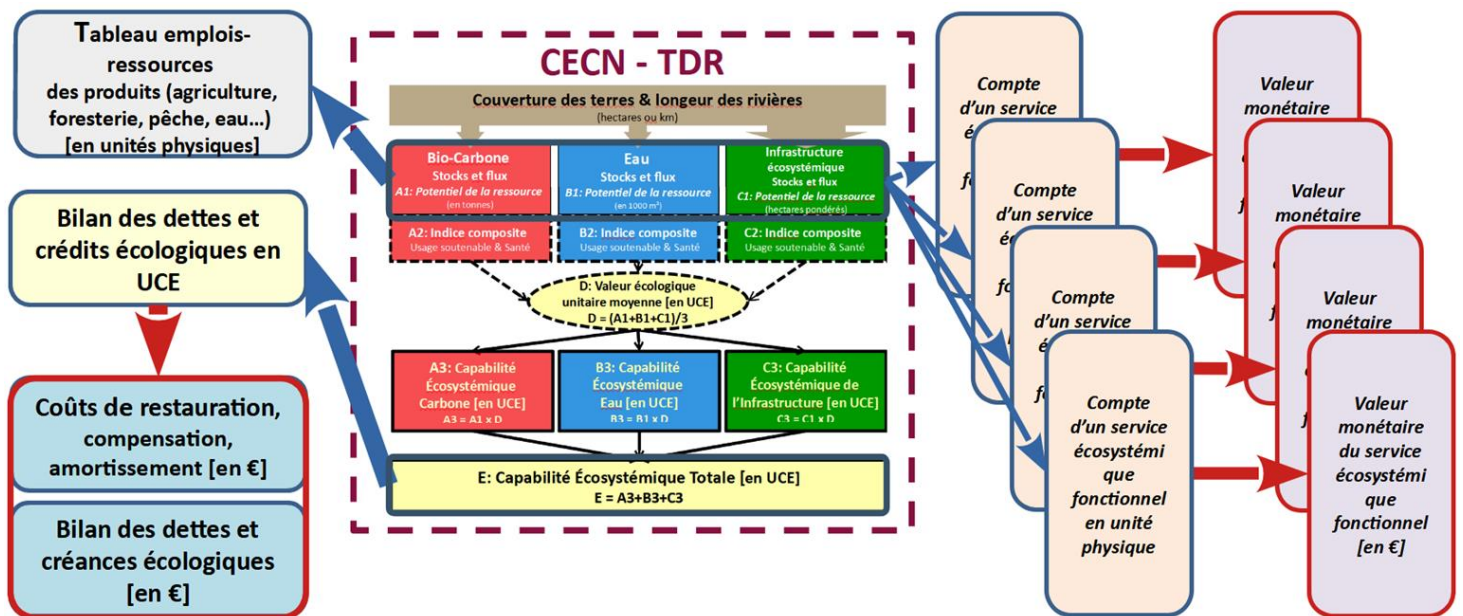 Tableau emplois-
ressources
des produits (agriculture,
foresterie, pêche, eau...)
[en unités physiques]
Bilan des dettes et
crédits écologiques en
UCE
Coûts de restauration,
compensation,
amortissement [en €]
Bilan des dettes et
créances écologiques
[en €]
CECN - TDR
Couverture des terres & longueur des rivières
(hectares ou km)
Bio-Carbone
Stocks et flux
A1: Potentiel de la ressource
(en tonnes)
Eau
Stocks et flux
B1: Potentiel de la ressource
(en 1000 m³)
Infrastructure
écosystémique
Stocks et flux
C1: Potentiel de la ressource
(hectares pondérés)
A2: Indice composite
Usage soutenable & Santé
B2: Indice composite
Usage soutenable & Santé
C2: Indice composite
Usage soutenable & Santé
D: Valeur écologique
unitaire moyenne [en UCE]
D = (A1+B1+C1)/3
A3: Capabilité
Écosystémique
Carbone [en UCE]
A3 = A1 x D
B3: Capabilité
Écosystémique
Eau [en UCE]
B3 = B1 x D
C3: Capabilité
Écosystémique de
l'Infrastructure [en UCE]
C3 = C1 x D
E: Capabilité Écosystémique Totale [en UCE]
E = A3+B3+C3
Compte
d'un service
Compte
d'un service
Compte
d'un service
Compte
d'un service
écosystémi
que
fonctionnel
en unité
physique
Valeur
monétaire
Valeur
monétaire
Valeur
monétaire
Valeur
monétaire
du service
écosystémi
que
fonctionnel
[en €]